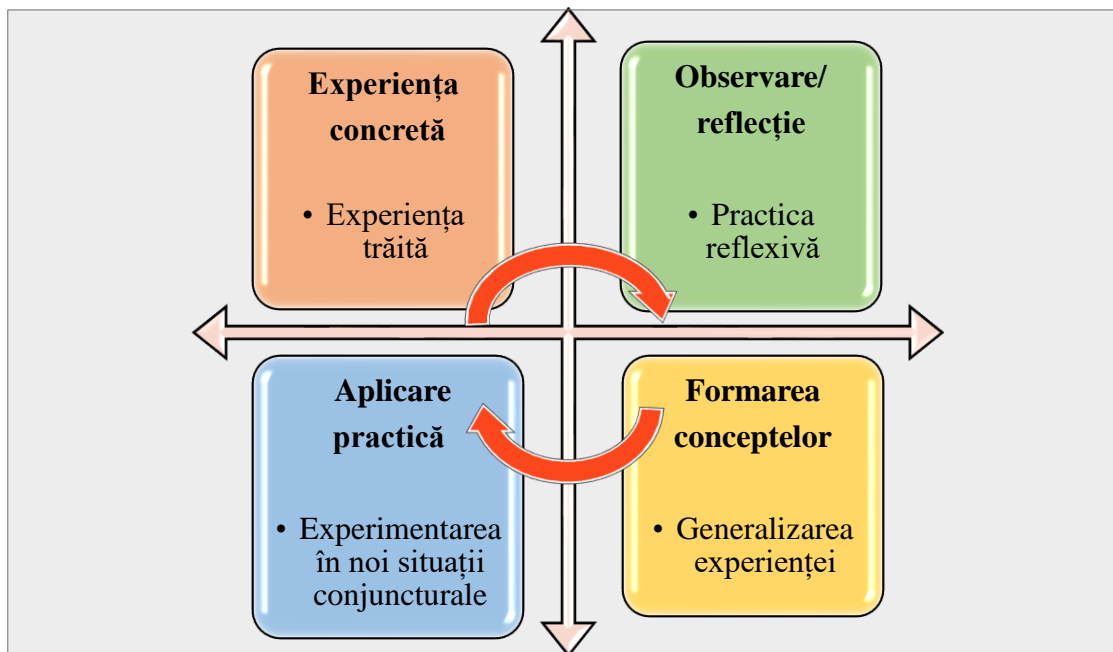 Experiența
concretă
• Experiența
trăită
Observare/
reflecție
• Practica
reflexivă
Aplicare
practică
• Experimentarea
în noi situații
conjuncturale
Formarea
conceptelor
• Generalizarea
experienței